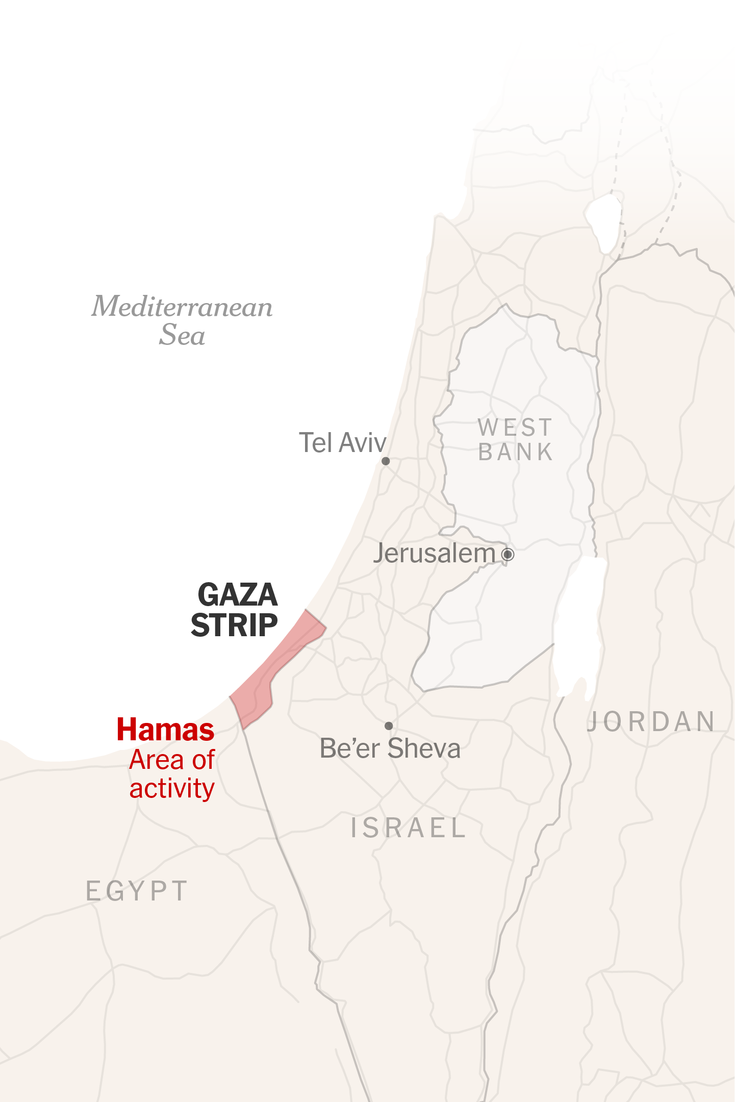 Mediterranean
Sea
Tel Aviv
WEST
BANK
Jerusalem
GAZA
STRIP
Hamas
Area of
activity
Be’er Sheva
JORDAN
ISRAEL
EGYPT